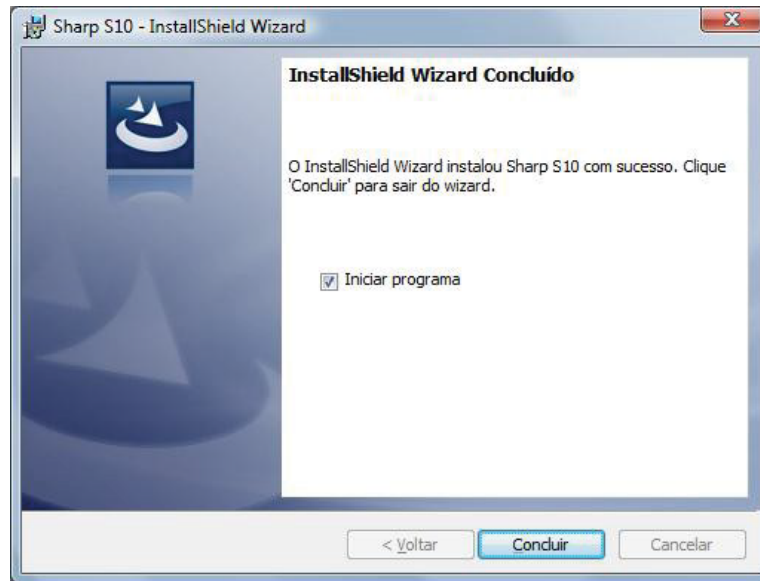 Sharp S10 - InstallShield Wizard
InstallShield Wizard Concluído
O InstallShield Wizard instalou Sharp S10 com sucesso. Clique
'Concluir' para sair do wizard.
Iniciar programa
< Voltar
Concluir
Cancelar